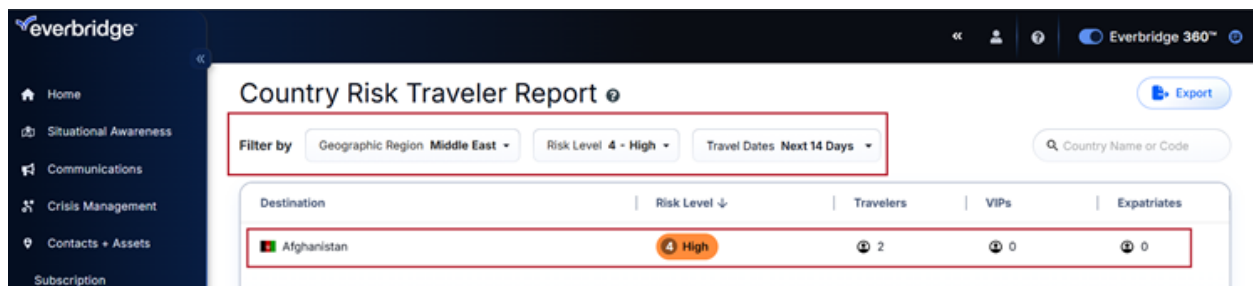 everbridge™
Everbridge 360™
Home
Situational Awareness
Communications
Crisis Management
Contacts + Assets
Subscription
Country Risk Traveler Report
Export
Filter by Geographic Region Middle East Risk Level 4 - High Travel Dates Next 14 Days
Country Name or Code
Destination Risk Level ↓ Travelers VIPs Expatriates
Afghanistan 4 High 2 0 0